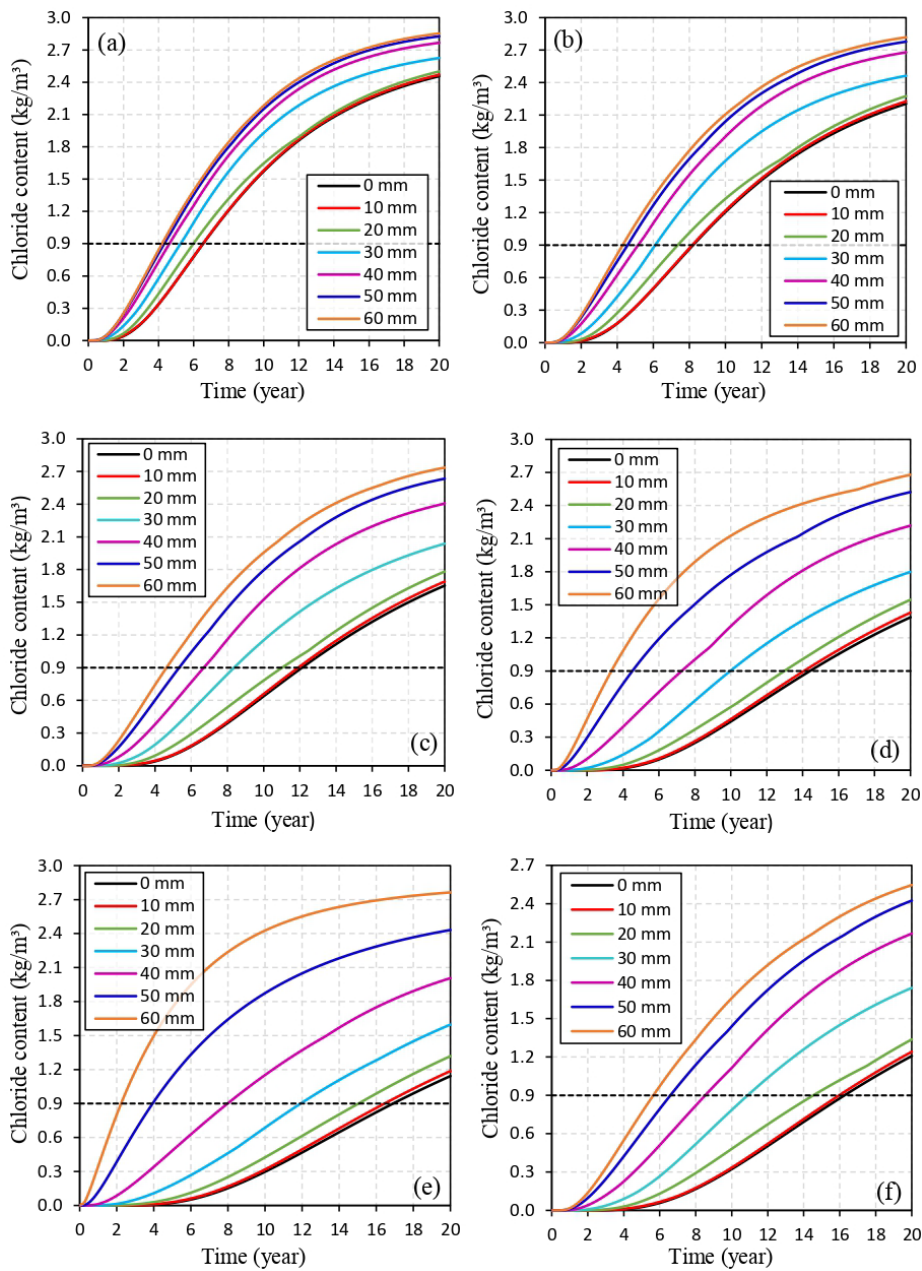 (a)
Chloride content (kg/m³)
3.0
2.7
2.4
2.1
1.8
1.5
1.2
0.9
0.6
0.3
0.0
0 mm
10 mm
20 mm
30 mm
40 mm
50 mm
60 mm
0 2 4 6 8 10 12 14 16 18 20
Time (year)
(b)
Chloride content (kg/m³)
3.0
2.7
2.4
2.1
1.8
1.5
1.2
0.9
0.6
0.3
0.0
0 mm
10 mm
20 mm
30 mm
40 mm
50 mm
60 mm
0 2 4 6 8 10 12 14 16 18 20
Time (year)
Chloride content (kg/m³)
3.0
2.7
2.4
2.1
1.8
1.5
1.2
0.9
0.6
0.3
0.0
0 mm
10 mm
20 mm
30 mm
40 mm
50 mm
60 mm
(c)
0 2 4 6 8 10 12 14 16 18 20
Time (year)
Chloride content (kg/m³)
3.0
2.7
2.4
2.1
1.8
1.5
1.2
0.9
0.6
0.3
0.0
0 mm
10 mm
20 mm
30 mm
40 mm
50 mm
60 mm
(d)
0 2 4 6 8 10 12 14 16 18 20
Time (year)
Chloride content (kg/m³)
3.0
2.7
2.4
2.1
1.8
1.5
1.2
0.9
0.6
0.3
0.0
0 mm
10 mm
20 mm
30 mm
40 mm
50 mm
60 mm
(e)
0 2 4 6 8 10 12 14 16 18 20
Time (year)
Chloride content (kg/m³)
2.7
2.4
2.1
1.8
1.5
1.2
0.9
0.6
0.3
0.0
0 mm
10 mm
20 mm
30 mm
40 mm
50 mm
60 mm
(f)
0 2 4 6 8 10 12 14 16 18 20
Time (year)